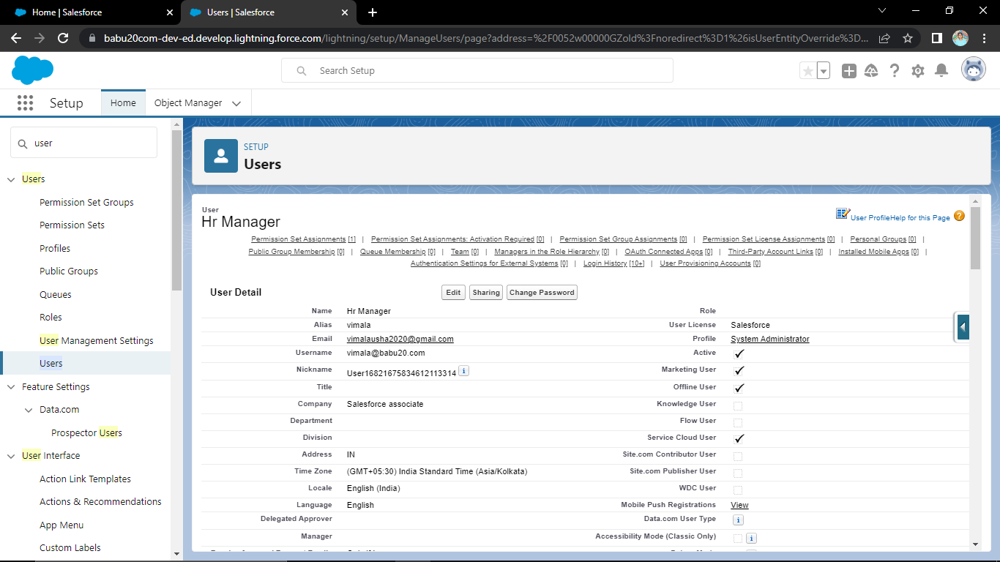 Home | Salesforce
Users | Salesforce
babu20com-dev-ed.develop.lightning.force.com/lightning/setup/ManageUsers/page?address=%2F0052w00000GZold%3Fnoredirect%3D1%26isUserEntityOverride%3D...
Search Setup
Setup
Home
Object Manager
user
Users
Permission Set Groups
Permission Sets
Profiles
Public Groups
Queues
Roles
User Management Settings
Users
Feature Settings
Data.com
Prospector Users
User Interface
Action Link Templates
Actions & Recommendations
App Menu
Custom Labels
SETUP
Users
User
Hr Manager
User Profile Help for this Page
Permission Set Assignments [1] | Permission Set Assignments: Activation Required [0] | Permission Set Group Assignments [0] | Permission Set License Assignments [0] | Personal Groups [0] |
Public Group Membership [0] | Queue Membership [0] | Team [0] | Managers in the Role Hierarchy [0] | OAuth Connected Apps [0] | Third-Party Account Links [0] | Installed Mobile Apps [0] |
Authentication Settings for External Systems [0] | Login History [10+] | User Provisioning Accounts [0]
User Detail Edit Sharing Change Password
Name Hr Manager Role
Alias vimala User License Salesforce
Email vimalausha2020@gmail.com Profile System Administrator
Username vimala@babu20.com Active
Nickname User16821675834612113314 i Marketing User
Title Offline User
Company Salesforce associate Knowledge User
Department Flow User
Division Service Cloud User
Address IN Site.com Contributor User
Time Zone (GMT+05:30) India Standard Time (Asia/Kolkata) Site.com Publisher User
Locale English (India) WDC User
Language English Mobile Push Registrations View
Delegated Approver Data.com User Type i
Manager Accessibility Mode (Classic Only) i